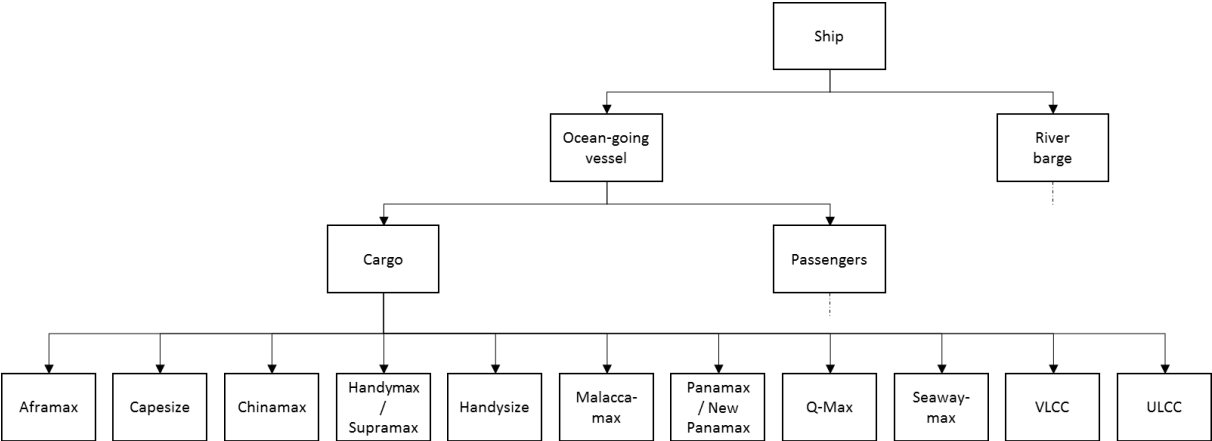 Ship
Ocean-going
vessel
River
barge
Cargo
Passengers
Aframax
Capesize
Chinamax
Handymax
/
Supramax
Handysize
Malacca-
max
Panamax
/ New
Panamax
Q-Max
Seaway-
max
VLCC
ULCC